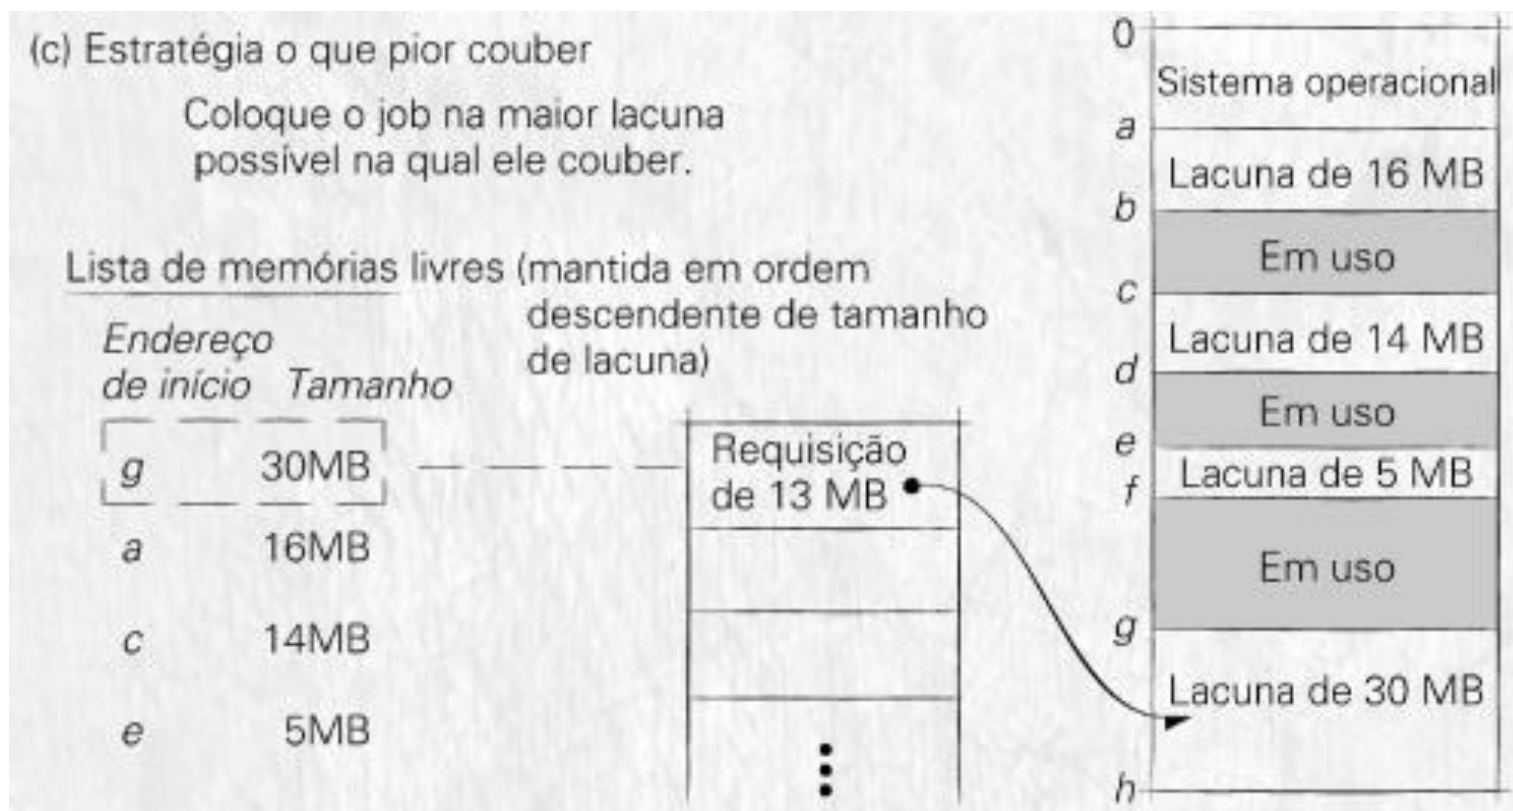 (c) Estratégia o que pior couber
Coloque o job na maior lacuna
possível na qual ele couber.
Lista de memórias livres (mantida em ordem
descendente de tamanho
de lacuna)
Endereço
de início Tamanho
g 30MB
a 16MB
c 14MB
e 5MB
Requisição
de 13 MB
0
Sistema operacional
a
Lacuna de 16 MB
b
Em uso
c
Lacuna de 14 MB
d
Em uso
e
Lacuna de 5 MB
f
Em uso
g
Lacuna de 30 MB
h